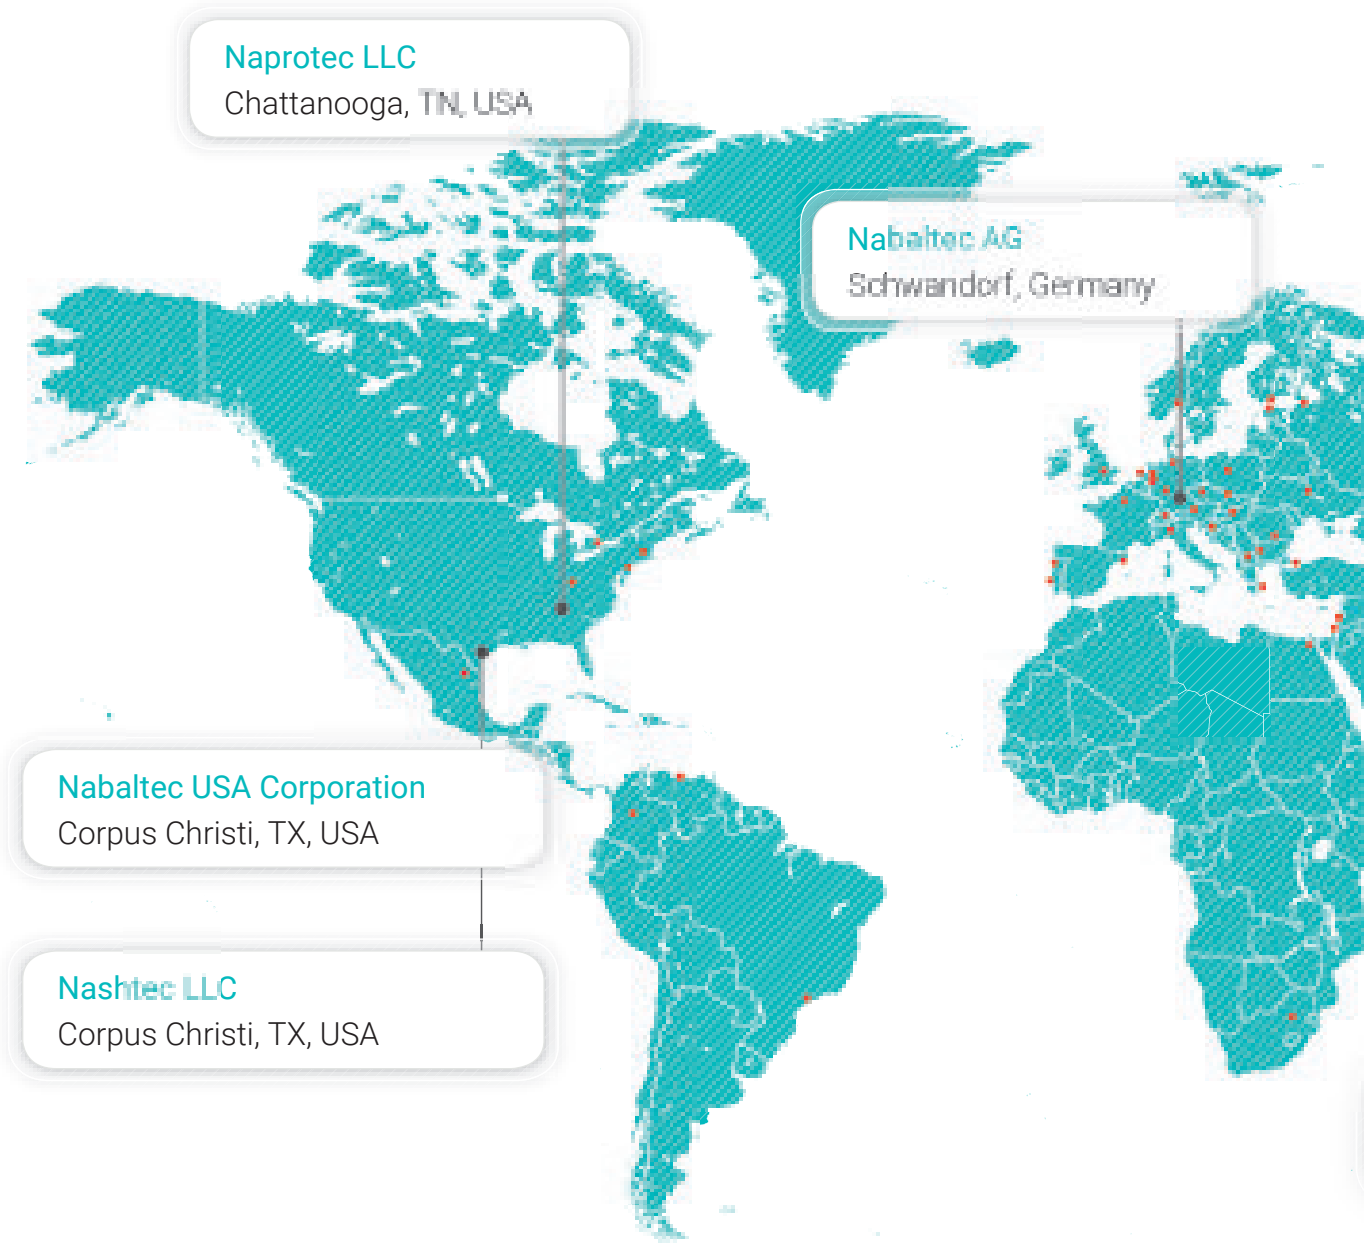 Naprotec LLC
Chattanooga, TN, USA
Nabaltec AG
Schwandorf, Germany
Nabaltec USA Corporation
Corpus Christi, TX, USA
Nashtec LLC
Corpus Christi, TX, USA